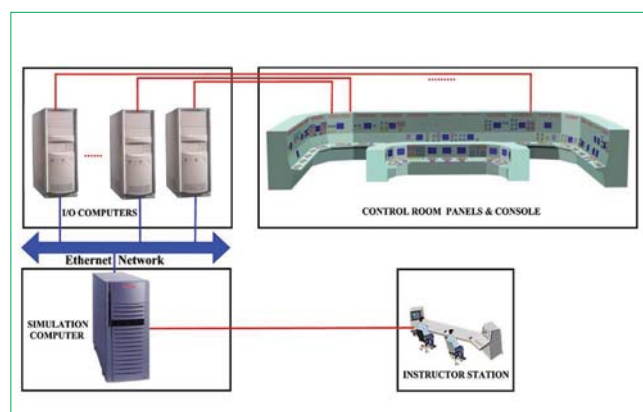 I/O COMPUTERS
CONTROL ROOM PANELS & CONSOLE
Ethernet Network
SIMULATION
COMPUTER
INSTRUCTOR STATION